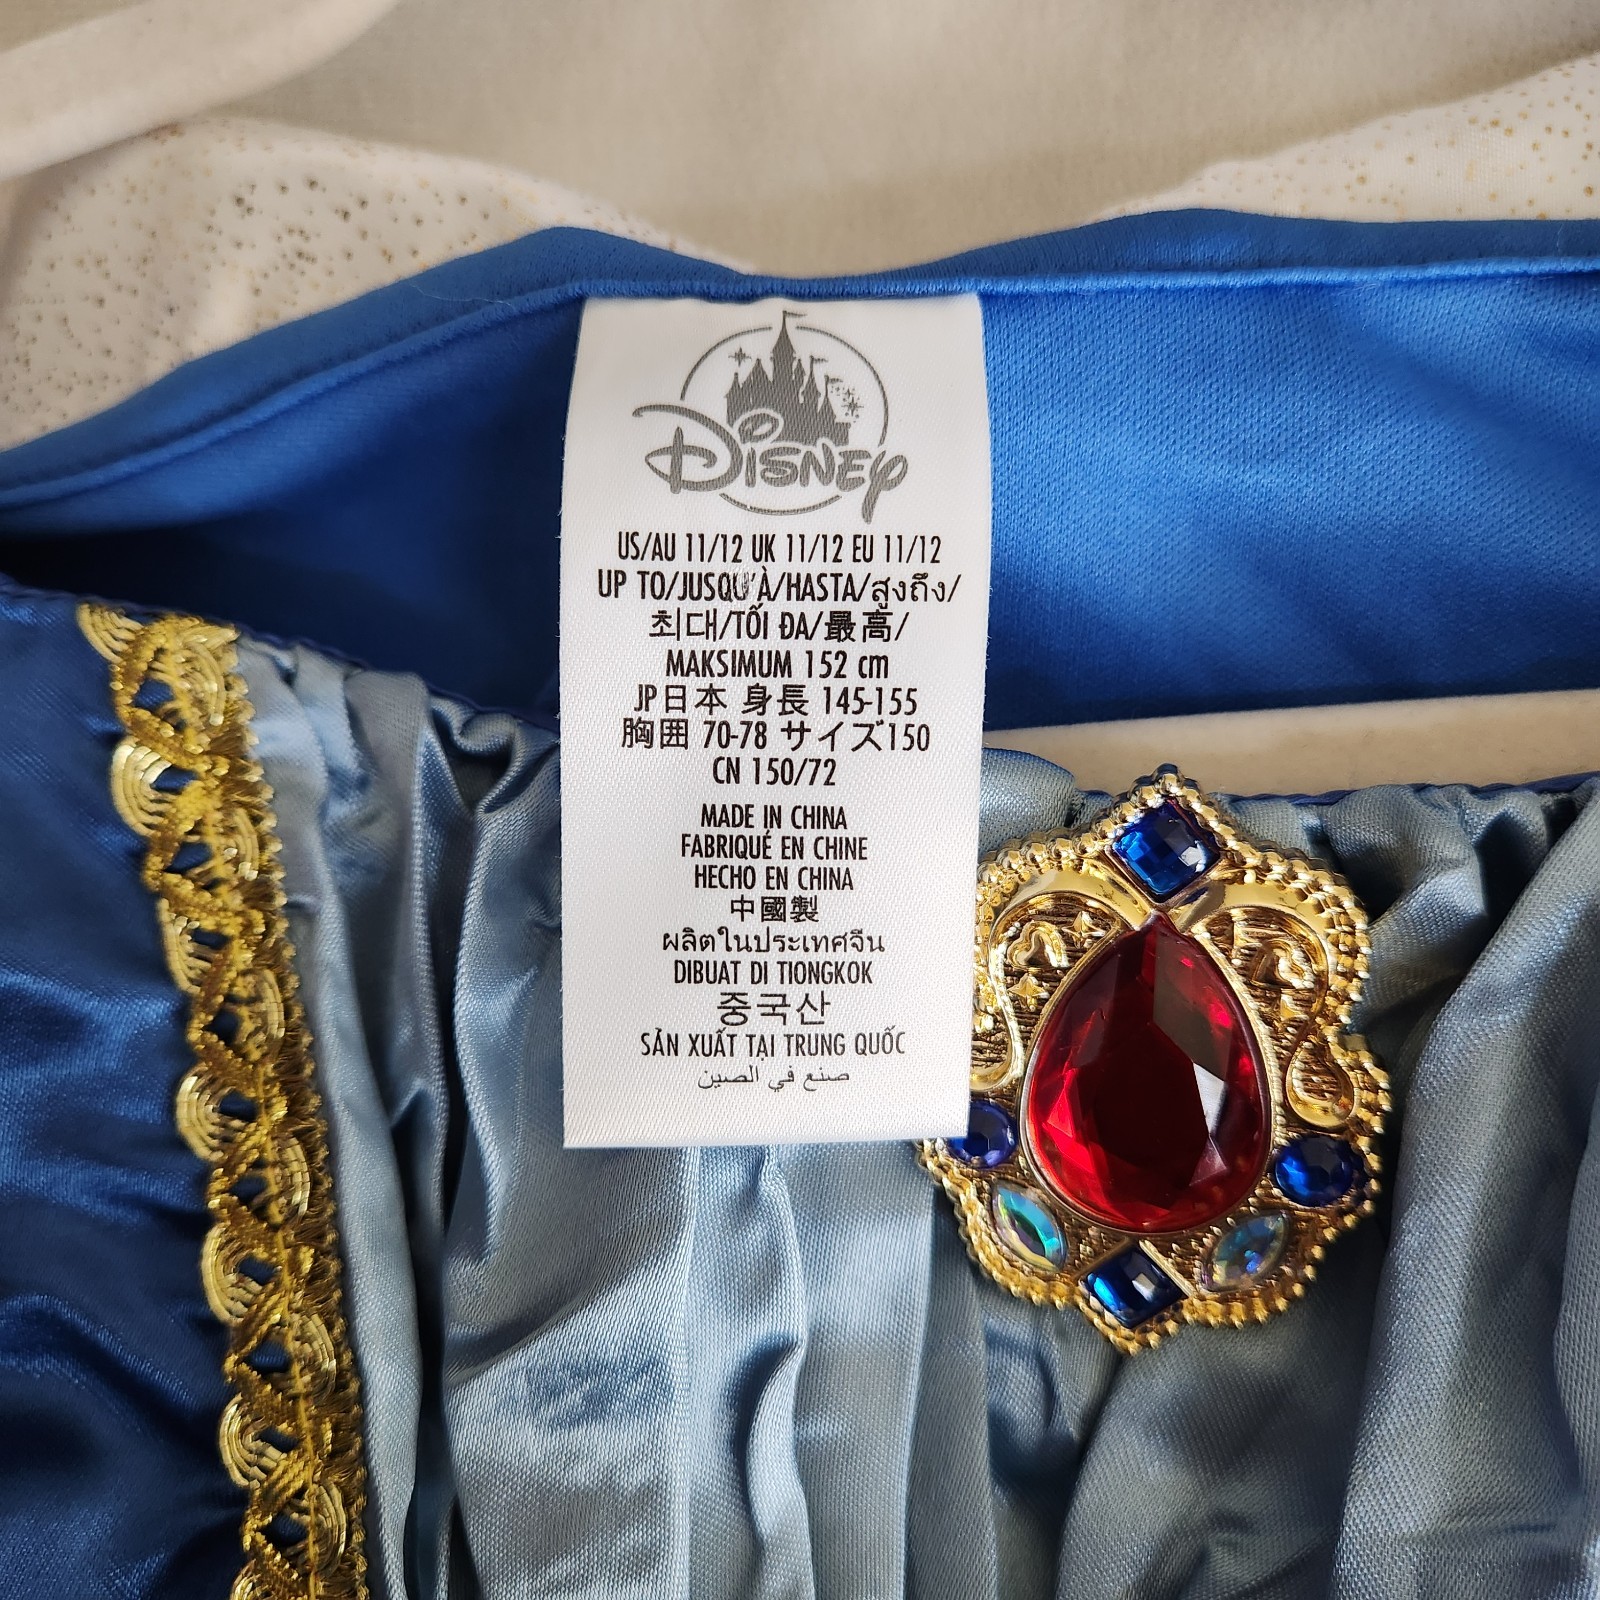 Disney
US/AU 11/12 UK 11/12 EU 11/12
UP TO/JUSQU'À/HASTA/สูงถึง/
최대/TỐI ĐA/最高/
MAKSIMUM 152 cm
JP日本 身長 145-155
胸囲 70-78 サイズ150
CN 150/72
MADE IN CHINA
FABRIQUÉ EN CHINE
HECHO EN CHINA
中國製
ผลิตในประเทศจีน
DIBUAT DI TIONGKOK
중국산
SẢN XUẤT TẠI TRUNG QUỐC
صنع في الصين